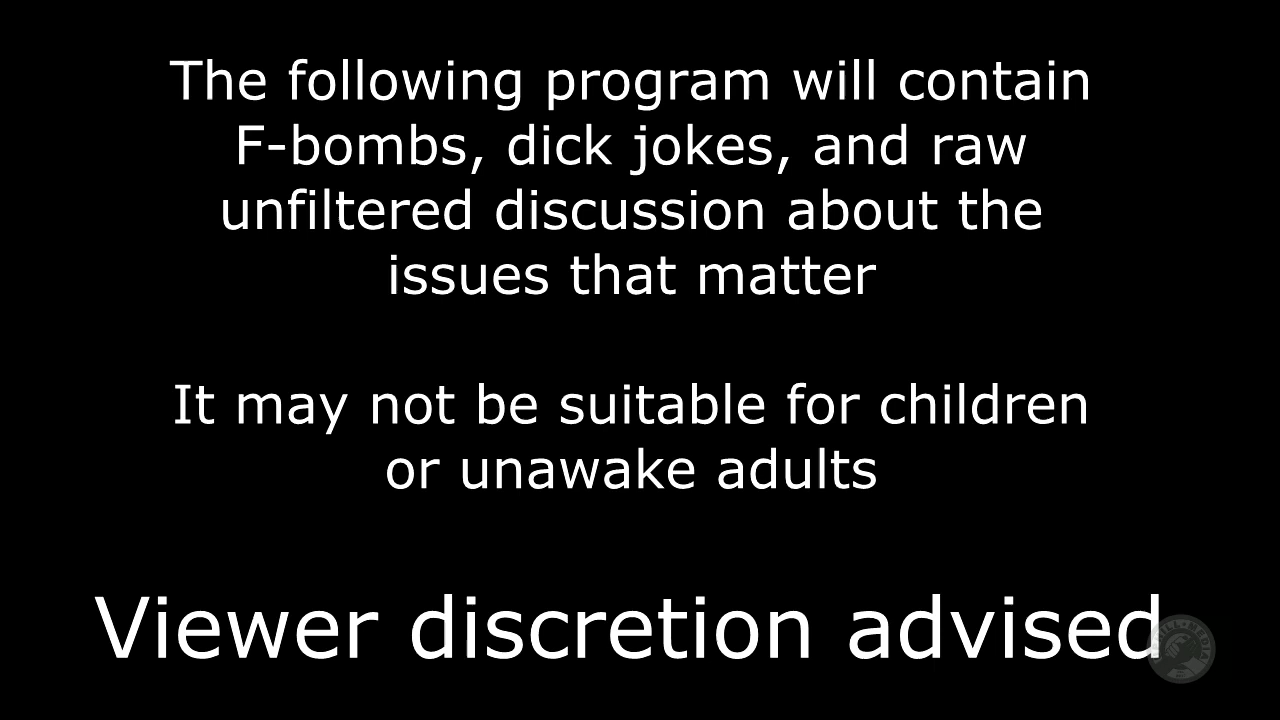 The following program will contain
F-bombs, dick jokes, and raw
unfiltered discussion about the
issues that matter
It may not be suitable for children
or unawake adults
Viewer discretion advised